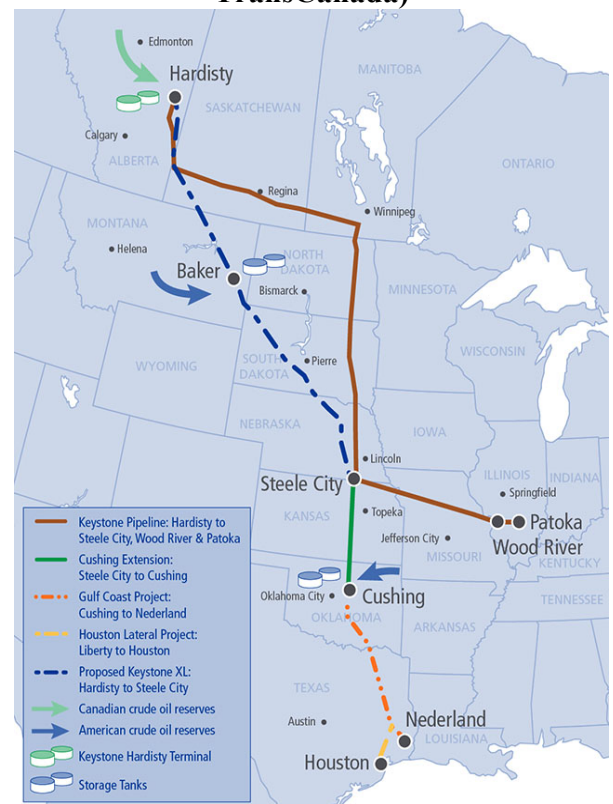 TransCanada)
Edmonton
Hardisty
MANITOBA
SASKATCHEWAN
Calgary
ALBERTA
ONTARIO
Regina
Winnipeg
MONTANA
Helena
NORTH
DAKOTA
Baker
Bismarck
MINNESOTA
WISCONSIN
WYOMING
SOUTH
DAKOTA
Pierre
NEBRASKA
IOWA
Lincoln
Steele City
ILLINOIS
INDIANA
Springfield
KANSAS
Topeka
Patoka
Wood River
Jefferson City
MISSOURI
KENTUCKY
Oklahoma City
Cushing
OKLAHOMA
TENNESSEE
ARKANSAS
TEXAS
Austin
Nederland
LOUISIANA
Houston
Keystone Pipeline: Hardisty to
Steele City, Wood River & Patoka
Cushing Extension:
Steele City to Cushing
Gulf Coast Project:
Cushing to Nederland
Houston Lateral Project:
Liberty to Houston
Proposed Keystone XL:
Hardisty to Steele City
Canadian crude oil reserves
American crude oil reserves
Keystone Hardisty Terminal
Storage Tanks